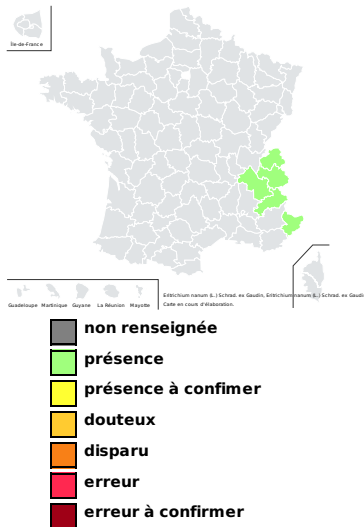 Île-de-France
Guadeloupe Martinique Guyane La Réunion Mayotte
Eritrichium nanum (L.) Schrad. ex Gaudin, Eritrichium nanum (L.) Schrad. ex Gaudin
Carte en cours d'élaboration.
non renseignée
présence
présence à confimer
douteux
disparu
erreur
erreur à confirmer